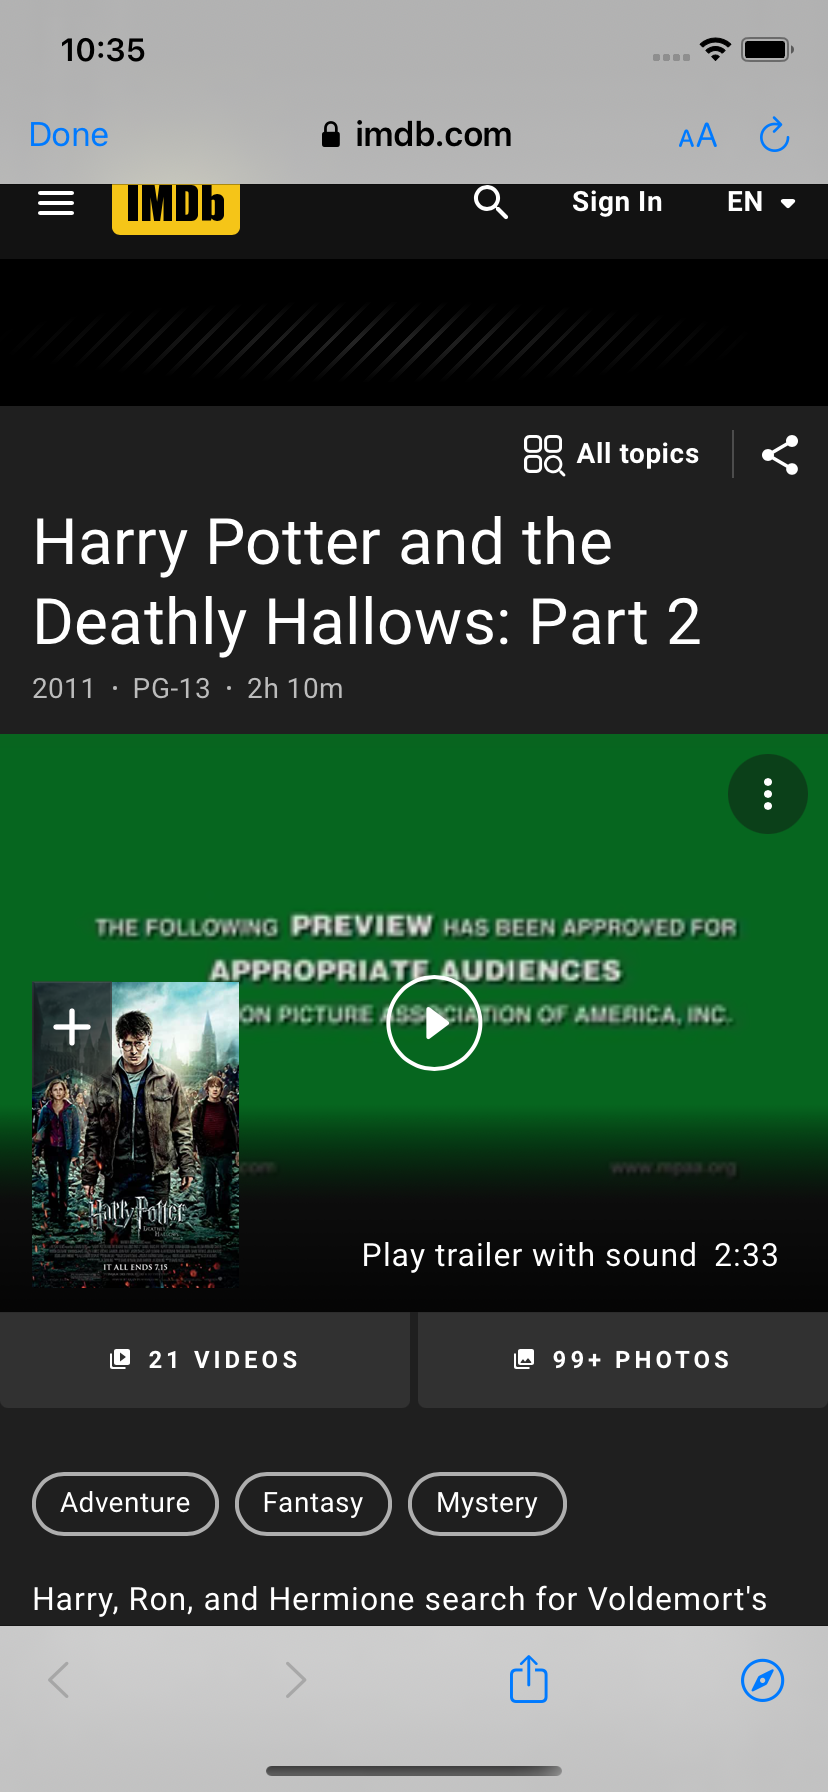 10:35
Done
imdb.com
AA
IMDb
Sign In
EN
All topics
Harry Potter and the
Deathly Hallows: Part 2
2011 · PG-13 · 2h 10m
THE FOLLOWING PREVIEW HAS BEEN APPROVED FOR
APPROPRIATE AUDIENCES
ON PICTURE ASSOCIATION OF AMERICA, INC.
.com
www.mpaa.org
Harry Potter
DEATHLY
HALLOWS
IT ALL ENDS 7.15
Play trailer with sound 2:33
21 VIDEOS
99+ PHOTOS
Adventure
Fantasy
Mystery
Harry, Ron, and Hermione search for Voldemort's